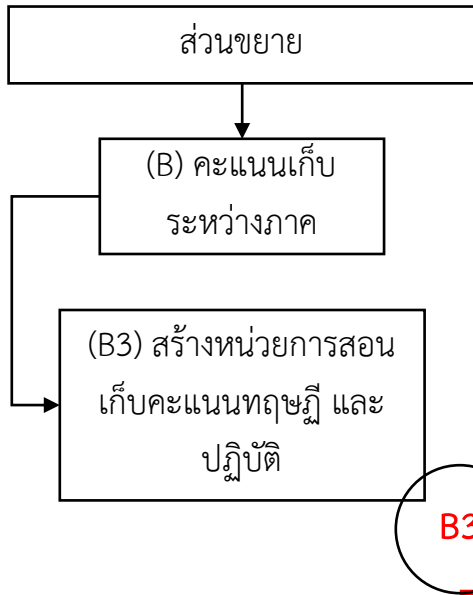 ส่วนขยาย
(B) คะแนนเก็บ
ระหว่างภาค
(B3) สร้างหน่วยการสอน
เก็บคะแนนทฤษฎี และ
ปฏิบัติ
B3